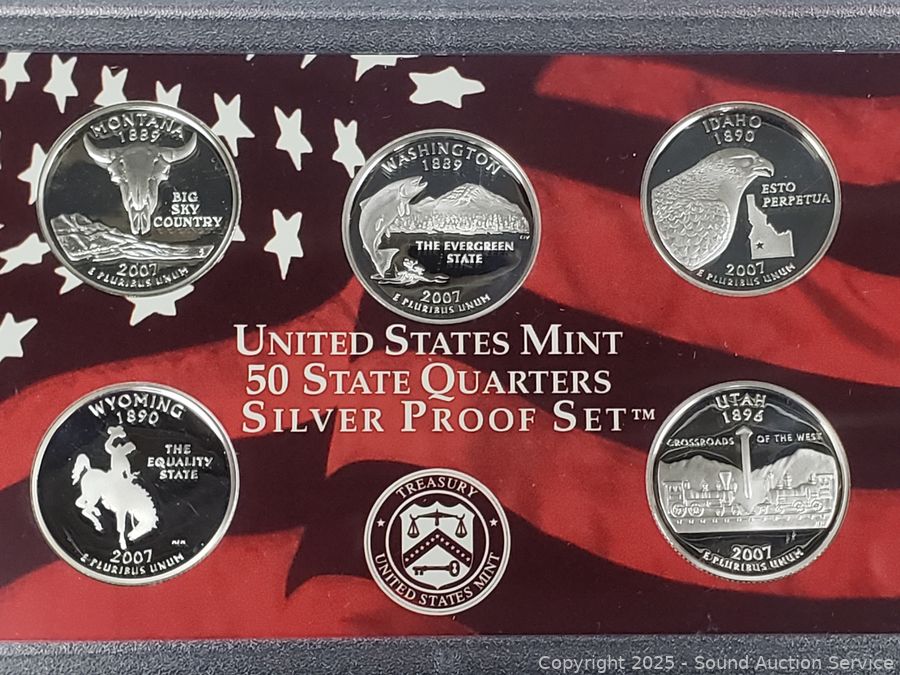 MONTANA
1889
BIG
SKY
COUNTRY
2007
E PLURIBUS UNUM
WASHINGTON
1889
THE EVERGREEN
STATE
2007
E PLURIBUS UNUM
IDAHO
1890
ESTO
PERPETUA
2007
E PLURIBUS UNUM
UNITED STATES MINT
50 STATE QUARTERS
SILVER PROOF SET™
WYOMING
1890
THE
EQUALITY
STATE
2007
E PLURIBUS UNUM
TREASURY
UNITED STATES MINT
UTAH
1896
CROSSROADS OF THE WEST
2007
E PLURIBUS UNUM
Copyright 2025 - Sound Auction Service